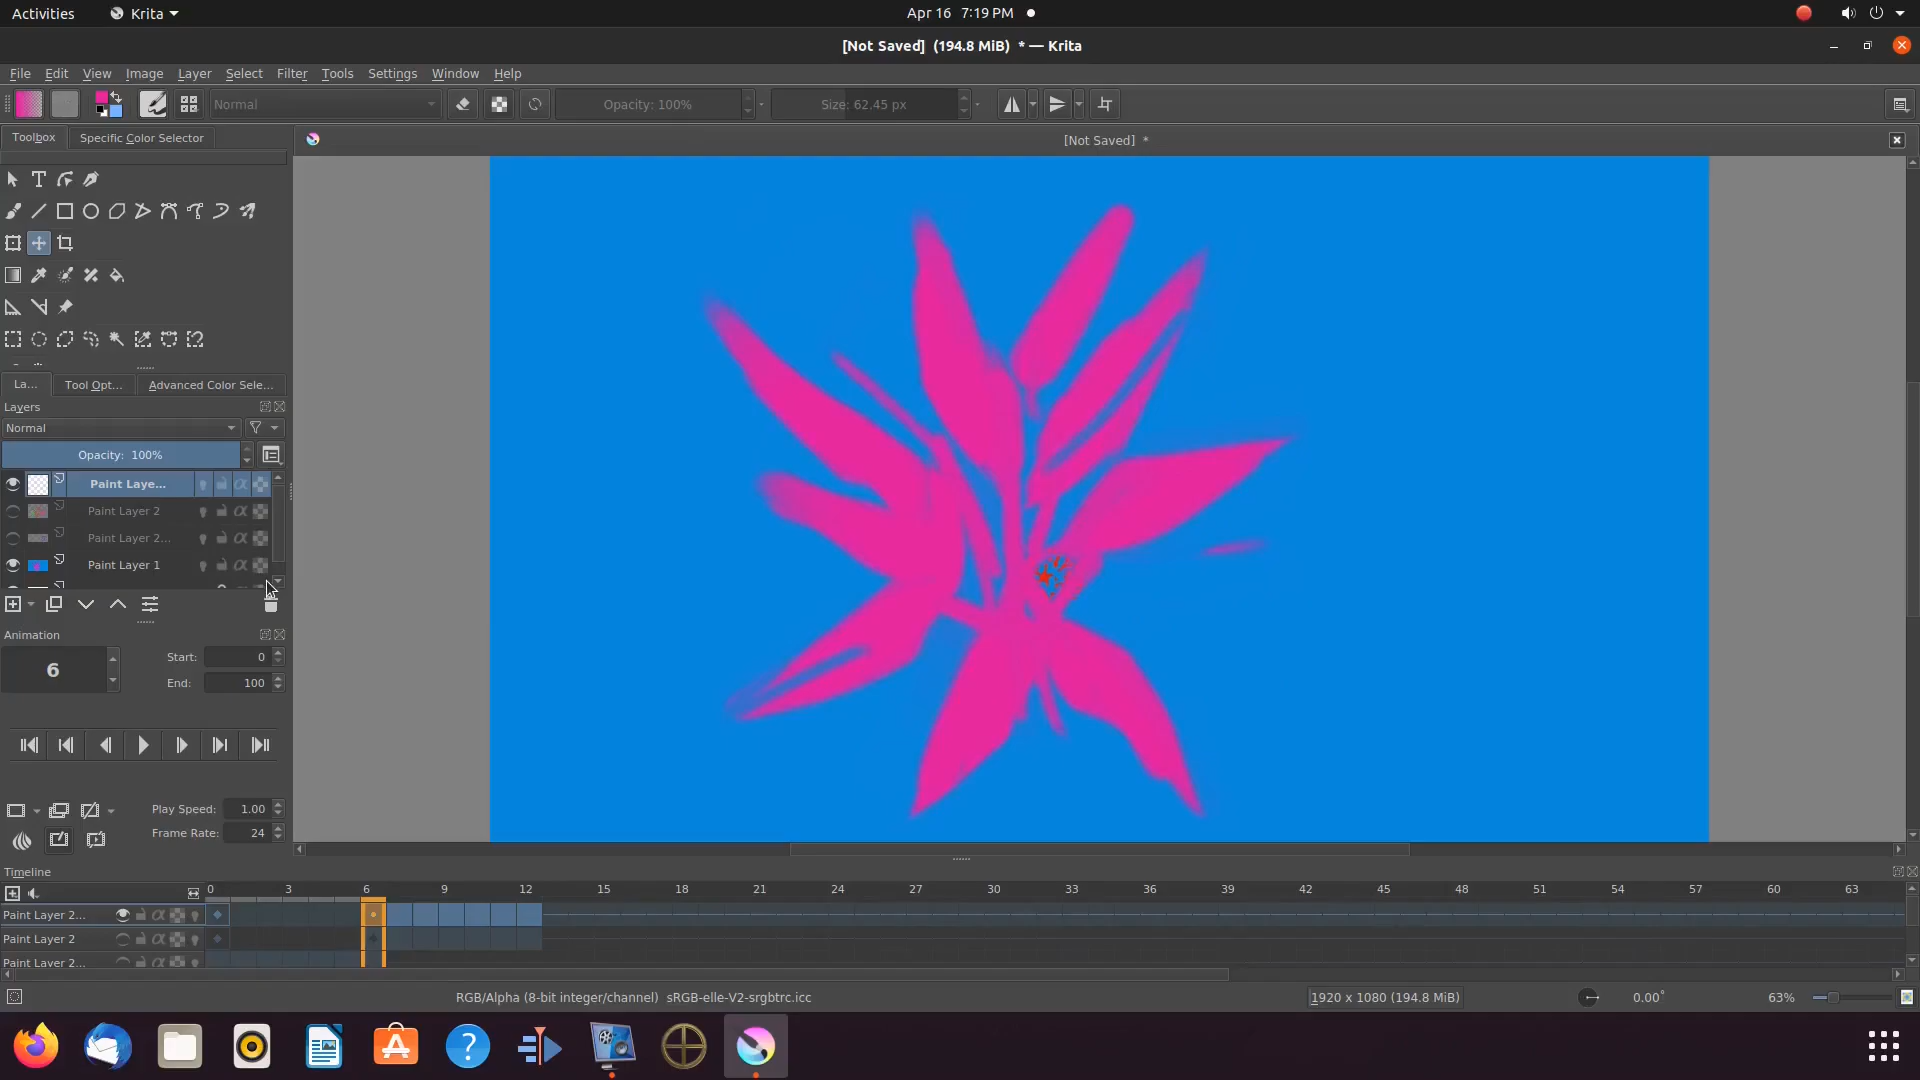 Activities Krita Apr 16 7:19 PM
[Not Saved] (194.8 MiB) * — Krita
File Edit View Image Layer Select Filter Tools Settings Window Help
Normal Opacity: 100% Size: 62.45 px
Toolbox Specific Color Selector [Not Saved] *
La... Tool Opt... Advanced Color Sele...
Layers
Normal
Opacity: 100%
Paint Laye...
Paint Layer 2
Paint Layer 2...
Paint Layer 1
Animation
6 Start: 0
End: 100
Play Speed: 1.00
Frame Rate: 24
Timeline
0 3 6 9 12 15 18 21 24 27 30 33 36 39 42 45 48 51 54 57 60 63
Paint Layer 2...
Paint Layer 2
Paint Layer 2...
RGB/Alpha (8-bit integer/channel) sRGB-elle-V2-srgbtrc.icc 1920 x 1080 (194.8 MiB) 0.00° 63%